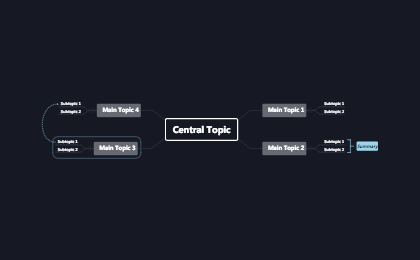 Subtopic 1
Subtopic 2
Main Topic 4
Subtopic 1
Subtopic 2
Main Topic 3
Central Topic
Main Topic 1
Subtopic 1
Subtopic 2
Main Topic 2
Subtopic 1
Subtopic 2
Summary